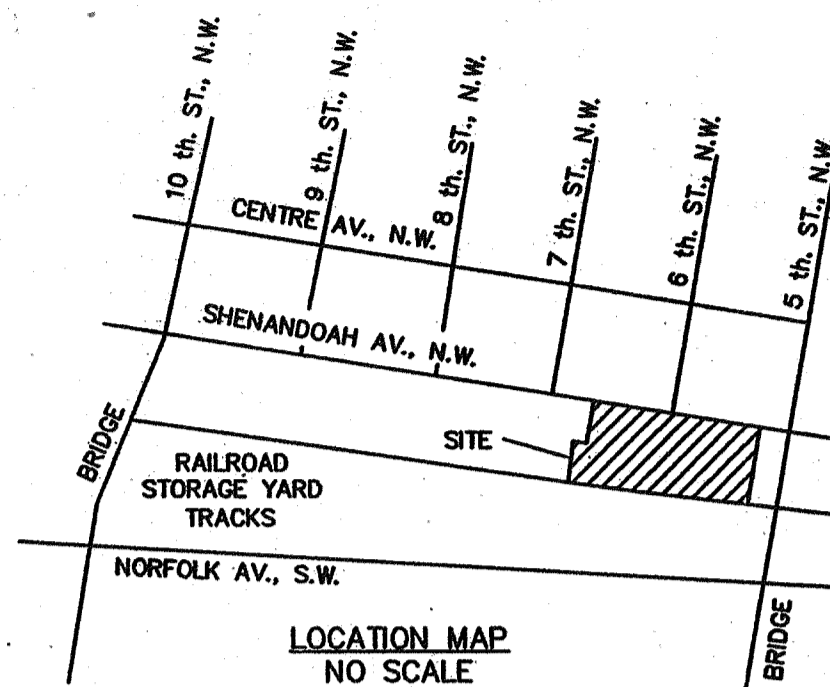 10 th. ST., N.W.
9 th. ST., N.W.
8 th. ST., N.W.
7 th. ST., N.W.
6 th. ST., N.W.
5 th. ST., N.W
CENTRE AV., N.W.
SHENANDOAH AV., N.W.
BRIDGE
SITE
RAILROAD
STORAGE YARD
TRACKS
NORFOLK AV., S.W.
BRIDGE
LOCATION MAP
NO SCALE